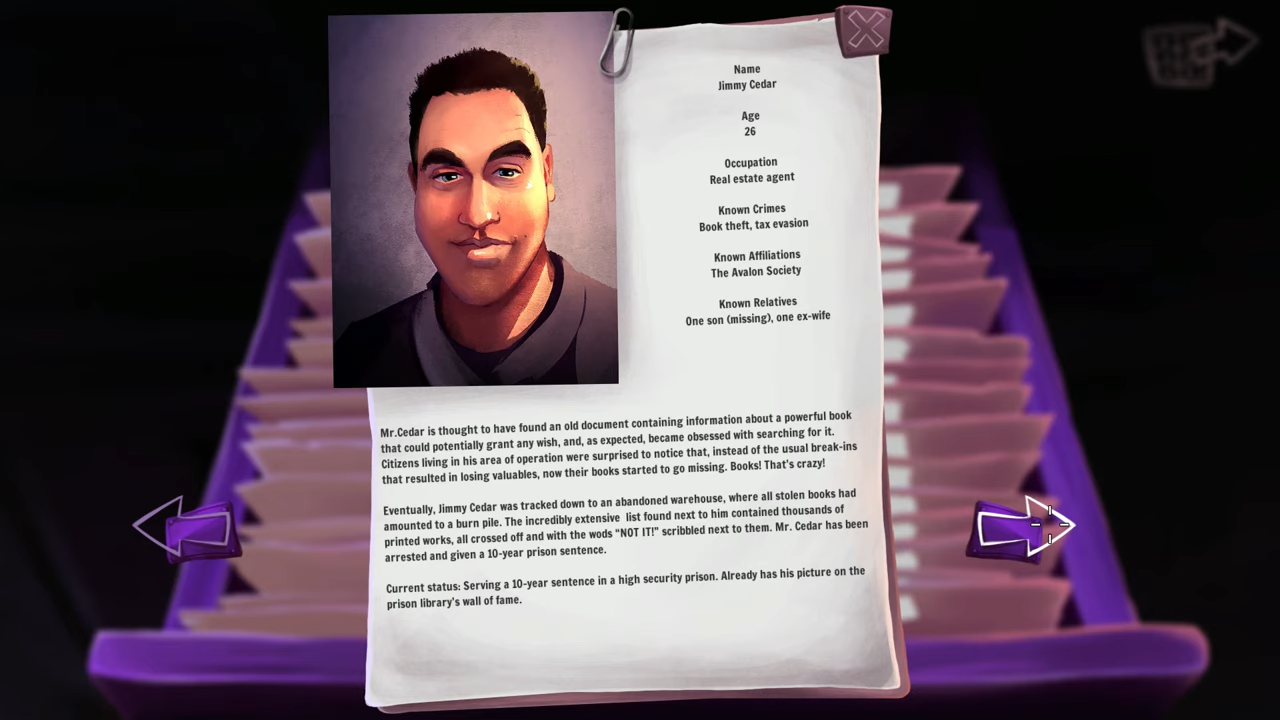 Name
Jimmy Cedar
Age
26
Occupation
Real estate agent
Known Crimes
Book theft, tax evasion
Known Affiliations
The Avalon Society
Known Relatives
One son (missing), one ex-wife
Mr.Cedar is thought to have found an old document containing information about a powerful book
that could potentially grant any wish, and, as expected, became obsessed with searching for it.
Citizens living in his area of operation were surprised to notice that, instead of the usual break-ins
that resulted in losing valuables, now their books started to go missing. Books! That's crazy!
Eventually, Jimmy Cedar was tracked down to an abandoned warehouse, where all stolen books had
amounted to a burn pile. The incredibly extensive list found next to him contained thousands of
printed works, all crossed off and with the wods "NOT IT!" scribbled next to them. Mr. Cedar has been
arrested and given a 10-year prison sentence.
Current status: Serving a 10-year sentence in a high security prison. Already has his picture on the
prison library's wall of fame.